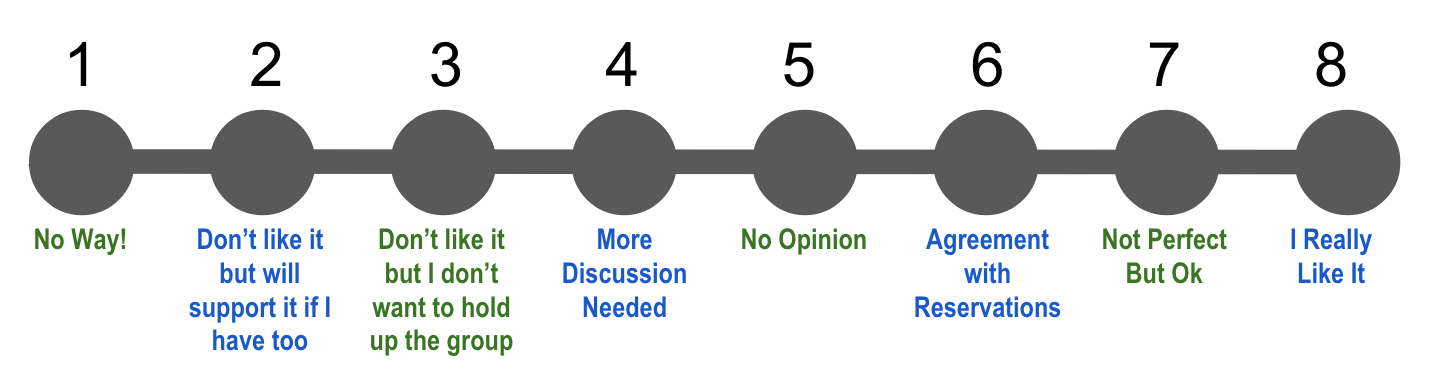 1 2 3 4 5 6 7 8
No Way!
Don’t like it
but will
support it if I
have too
Don’t like it
but I don’t
want to hold
up the group
More
Discussion
Needed
No Opinion
Agreement
with
Reservations
Not Perfect
But Ok
I Really
Like It